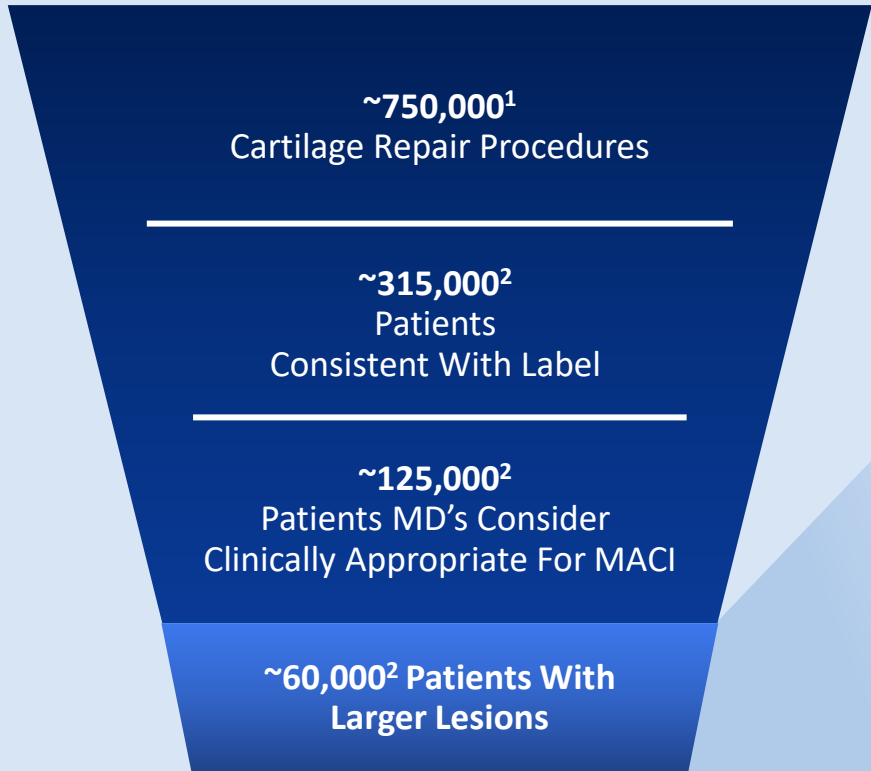 ~750,000¹
Cartilage Repair Procedures
~315,000²
Patients
Consistent With Label
~125,000²
Patients MD’s Consider
Clinically Appropriate For MACI
~60,000² Patients With
Larger Lesions